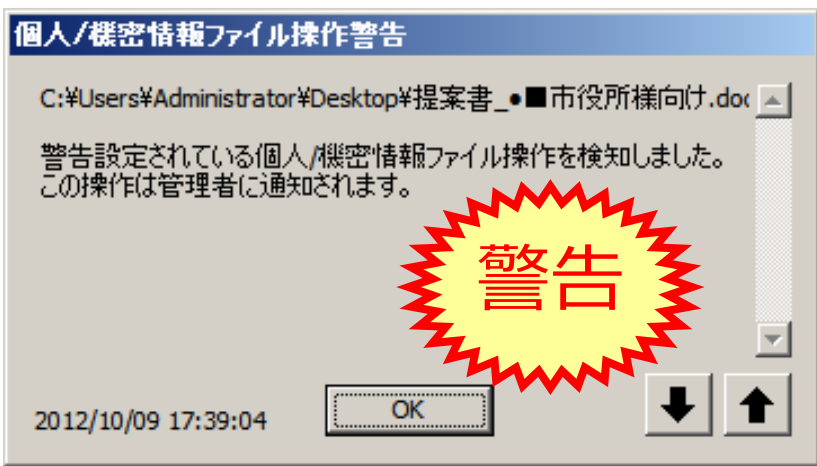 個人/機密情報ファイル操作警告
C:¥Users¥Administrator¥Desktop¥提案書_●■市役所様向け.doc
警告設定されている個人/機密情報ファイル操作を検知しました。
この操作は管理者に通知されます。
警告
OK
2012/10/09 17:39:04